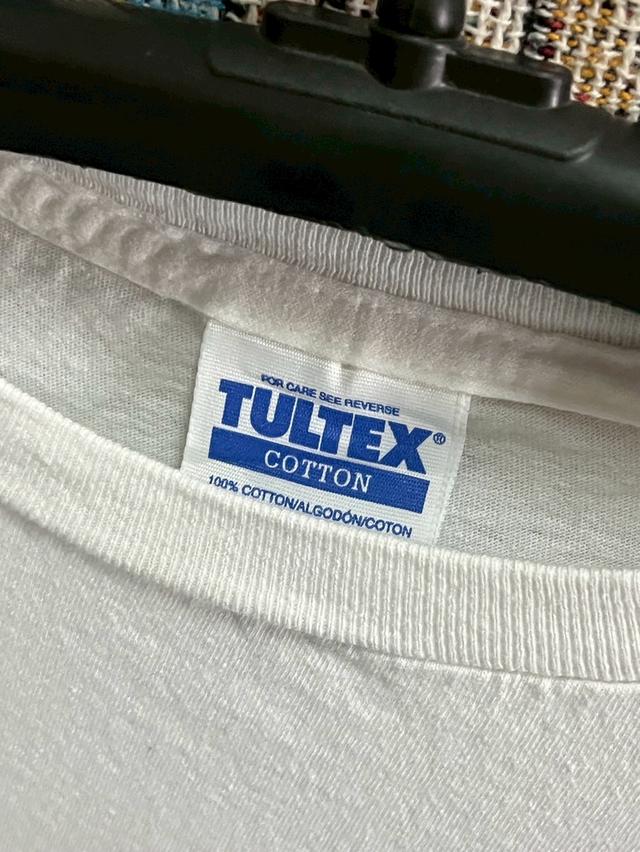 FOR CARE SEE REVERSE
TULTEX®
COTTON
100% COTTON/ALGODÓN/COTON